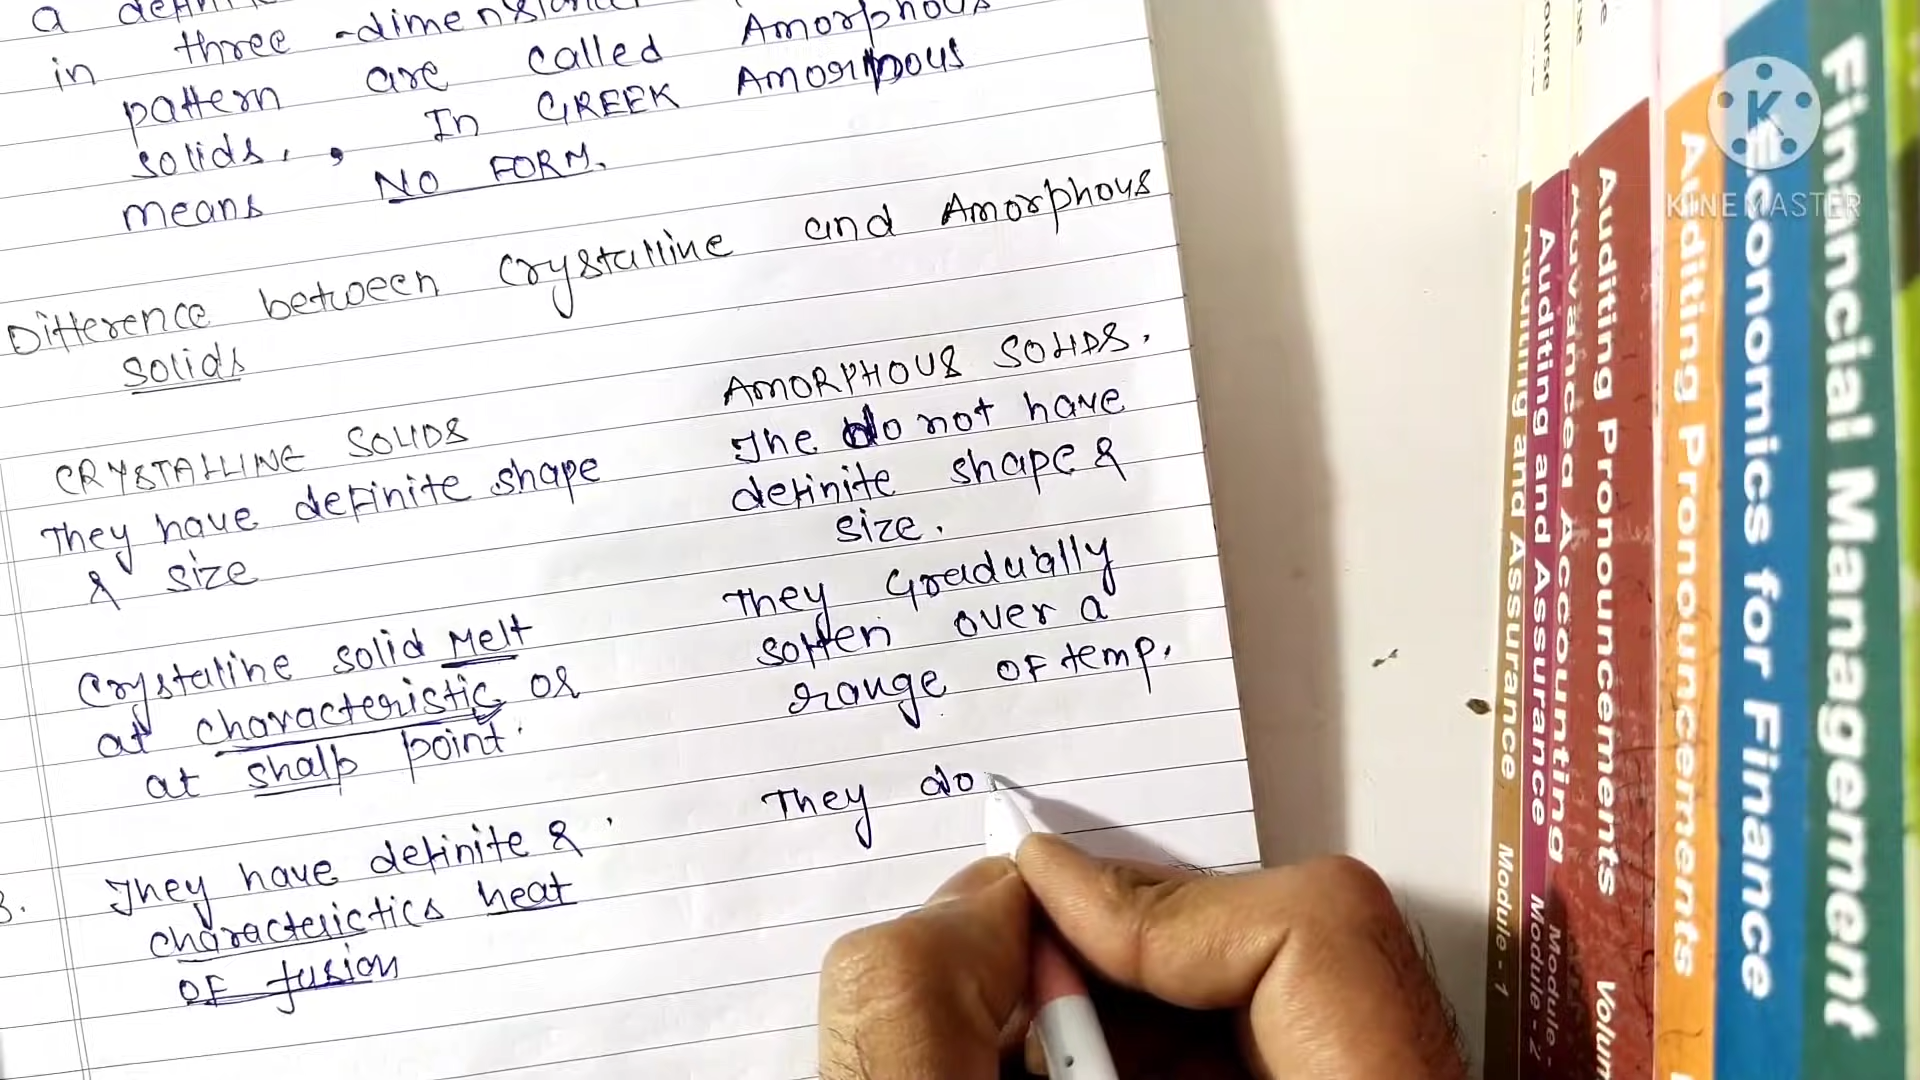 a
in three-dimensional
pattern are called Amorphous
solids. In GREEK Amorphous
means NO FORM.
Difference between Crystalline and Amorphous
solids
CRYSTALLINE SOLIDS
They have definite shape
& size
Crystalline solid Melt
at characteristic or
at sharp point.
3. They have definite &
characterictics heat
OF fusion
AMORPHOUS SOLIDS.
The do not have
definite shape &
size.
They Gradually
soften over a
range OF temp.
They do
Auditing and Assurance Module - 1
Auditing and Assurance Module - 2
Advanced Accounting Module -
Auditing Pronouncements
Auditing Pronouncements
Economics for Finance
Financial Management
K
KINEMASTER